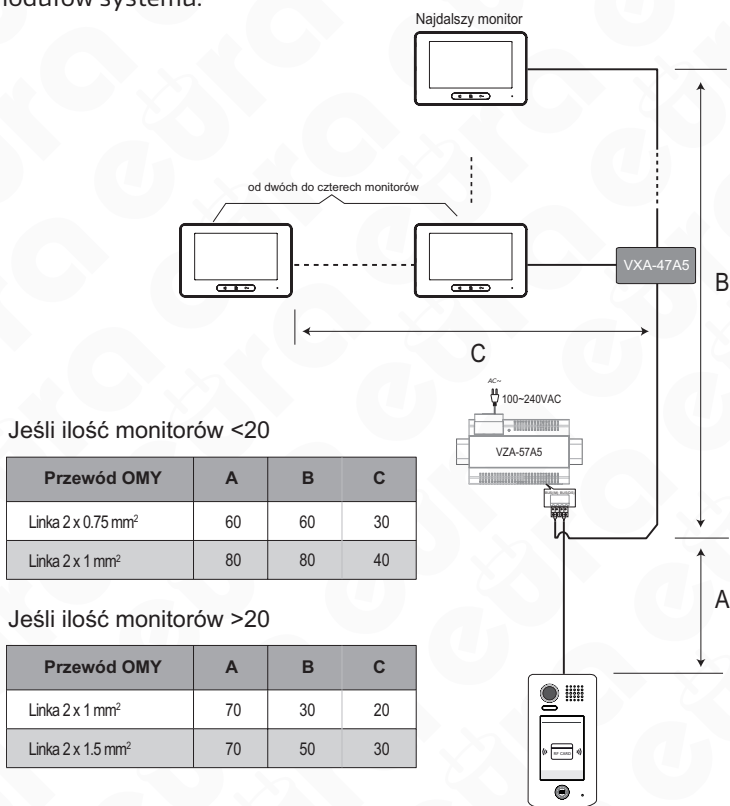 modułów systemu.
Najdalszy monitor
od dwóch do czterech monitorów
VXA-47A5
B
C
AC~
100~240VAC
VZA-57A5
A
RF CARD
Jeśli ilość monitorów <20
Przewód OMY A B C
Linka 2 x 0.75 mm² 60 60 30
Linka 2 x 1 mm² 80 80 40
Jeśli ilość monitorów >20
Przewód OMY A B C
Linka 2 x 1 mm² 70 30 20
Linka 2 x 1.5 mm² 70 50 30
eura